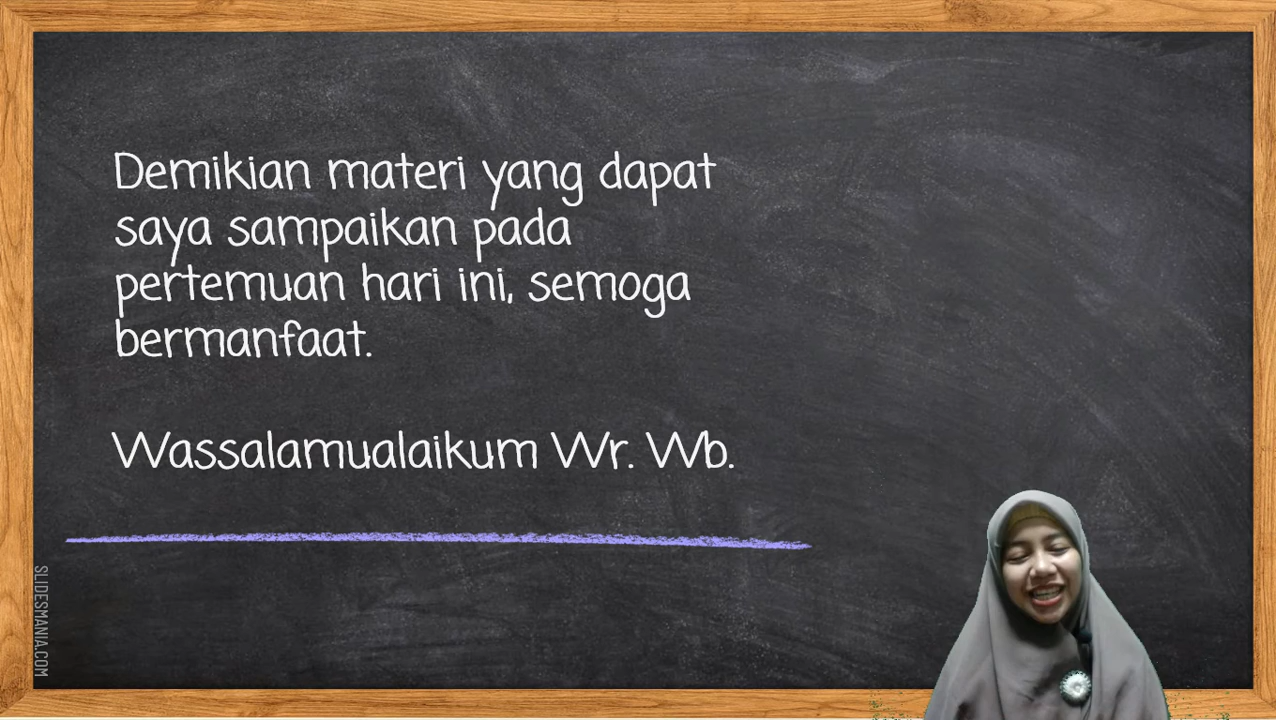 Demikian materi yang dapat
saya sampaikan pada
pertemuan hari ini, semoga
bermanfaat.
Wassalamualaikum Wr. Wb.
SLIDESMANIA.COM